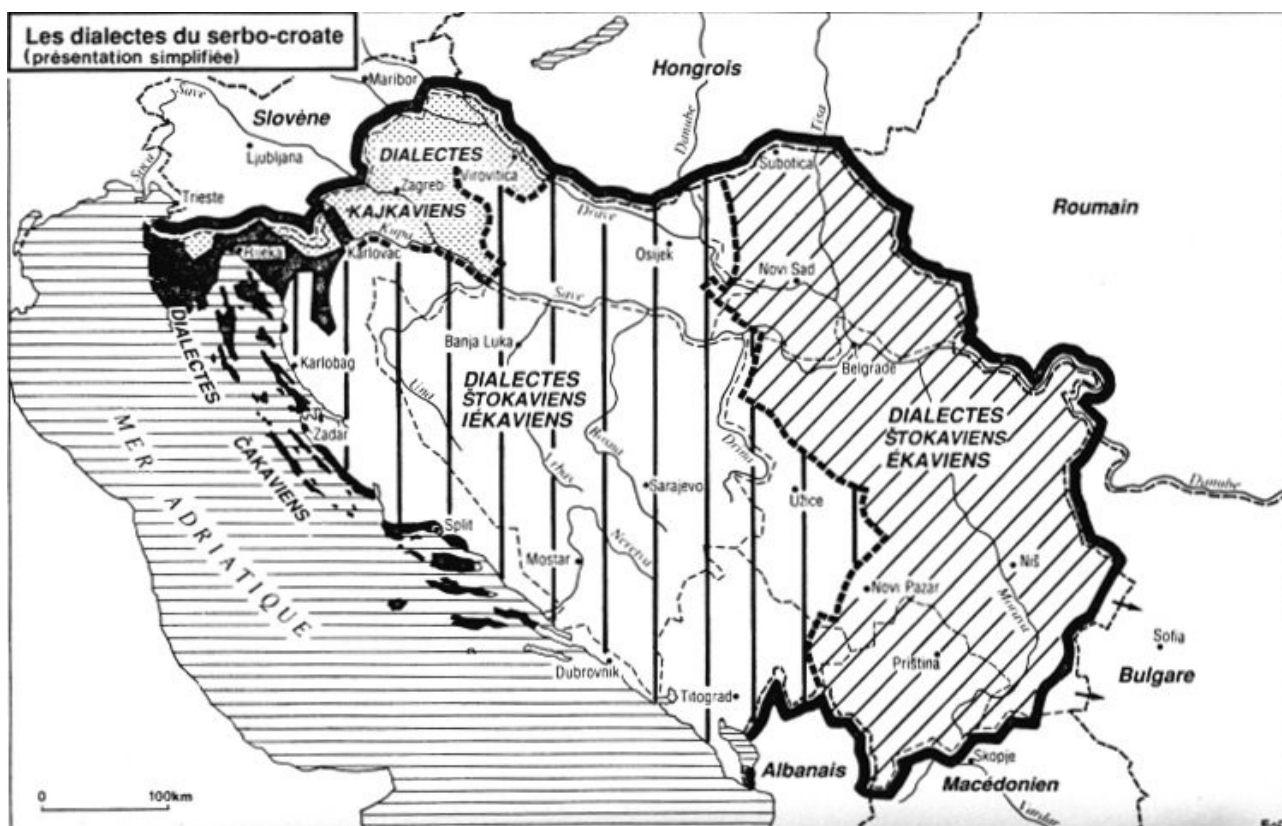 Les dialectes du serbo-croate
(présentation simplifiée)
Hongrois
Maribor
Save
Slovène
Danube
Tisa
Ljubljana
Soča
DIALECTES
Subotica
Virovitica
Trieste
Zagreb
Roumain
KAJKAVIENS
Drave
Kupa
Rijeka
Karlovac
Osijek
Novi Sad
Save
DIALECTES
ČAKAVIENS
Karlobag
Banja Luka
Belgrade
Una
DIALECTES
ŠTOKAVIENS
IÉKAVIENS
DIALECTES
ŠTOKAVIENS
ÉKAVIENS
Zadar
Bosna
Drina
Vrbas
MER ADRIATIQUE
Sarajevo
Užice
Danube
Split
Neretva
Mostar
Niš
Novi Pazar
Morava
Sofia
Priština
Dubrovnik
Bulgare
Titograd
Skopje
Albanais
Macédonien
0 100km
Vardar